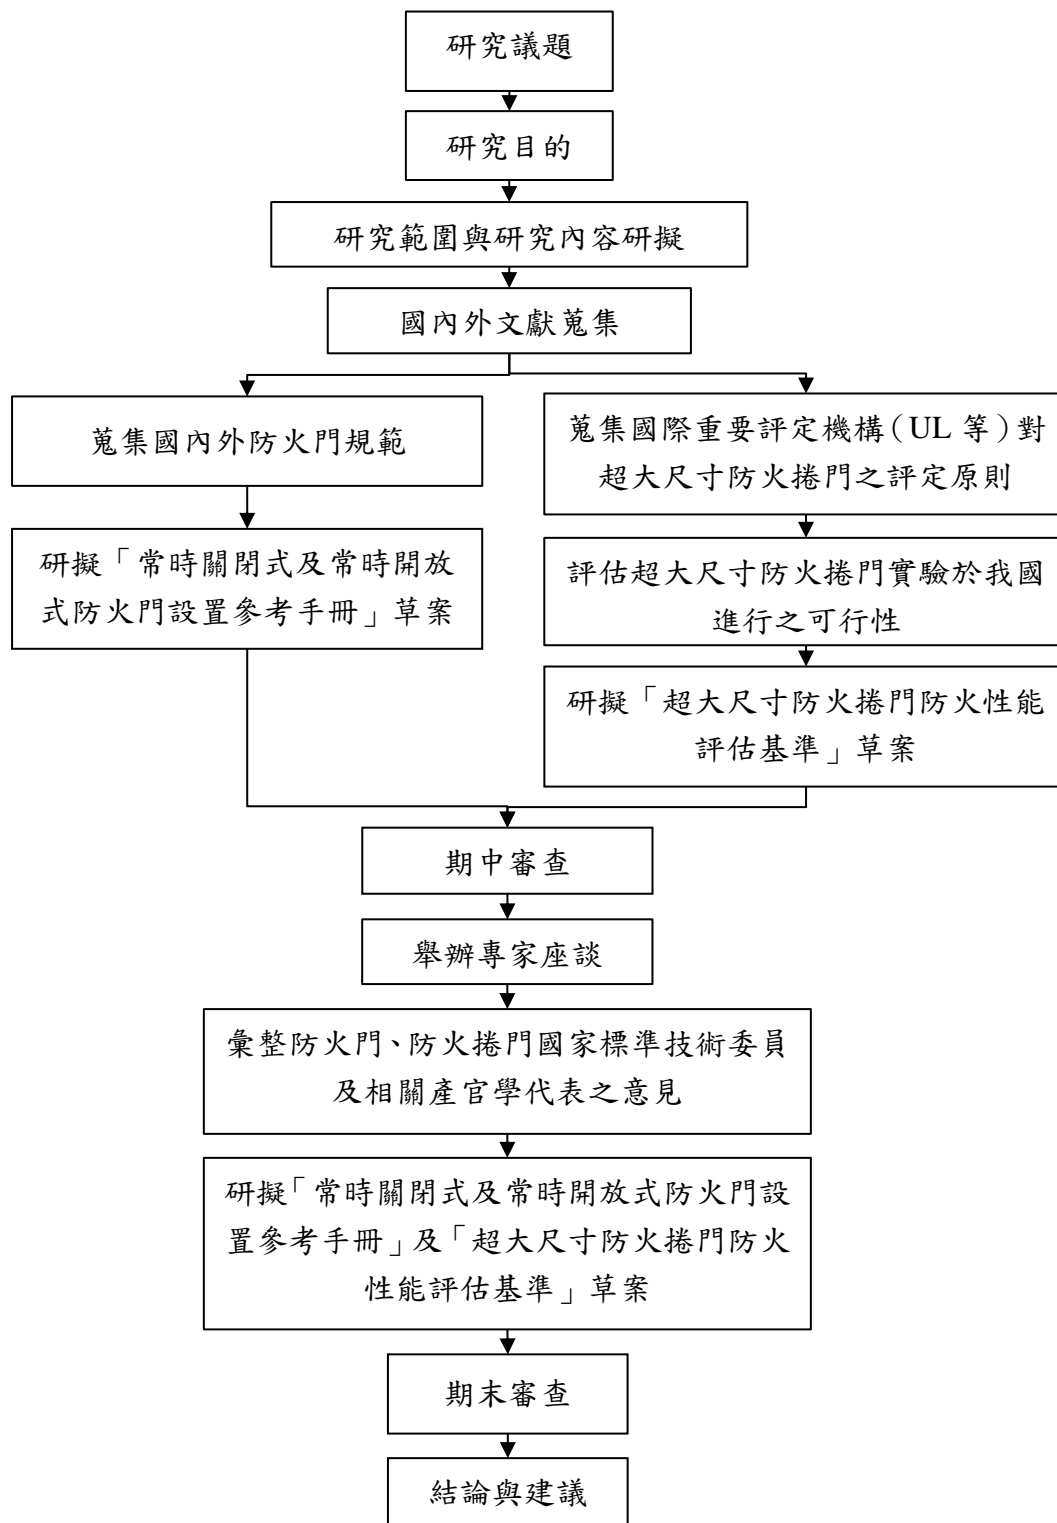 研究議題
研究目的
研究範圍與研究內容研擬
國內外文獻蒐集
蒐集國內外防火門規範
研擬「常時關閉式及常時開放
式防火門設置參考手冊」草案
蒐集國際重要評定機構（UL 等）對
超大尺寸防火捲門之評定原則
評估超大尺寸防火捲門實驗於我國
進行之可行性
研擬「超大尺寸防火捲門防火性能
評估基準」草案
期中審查
舉辦專家座談
彙整防火門、防火捲門國家標準技術委員
及相關產官學代表之意見
研擬「常時關閉式及常時開放式防火門設
置參考手冊」及「超大尺寸防火捲門防火
性能評估基準」草案
期末審查
結論與建議